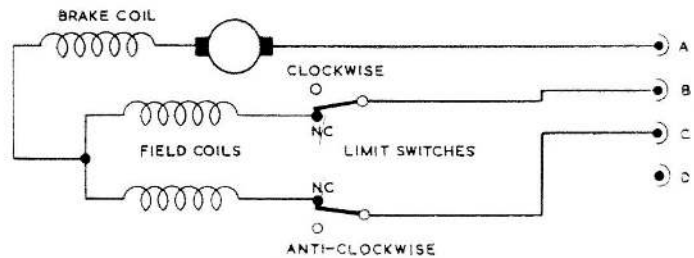 BRAKE COIL
A
CLOCKWISE
B
NC
FIELD COILS
LIMIT SWITCHES
C
NC
D
ANTI-CLOCKWISE